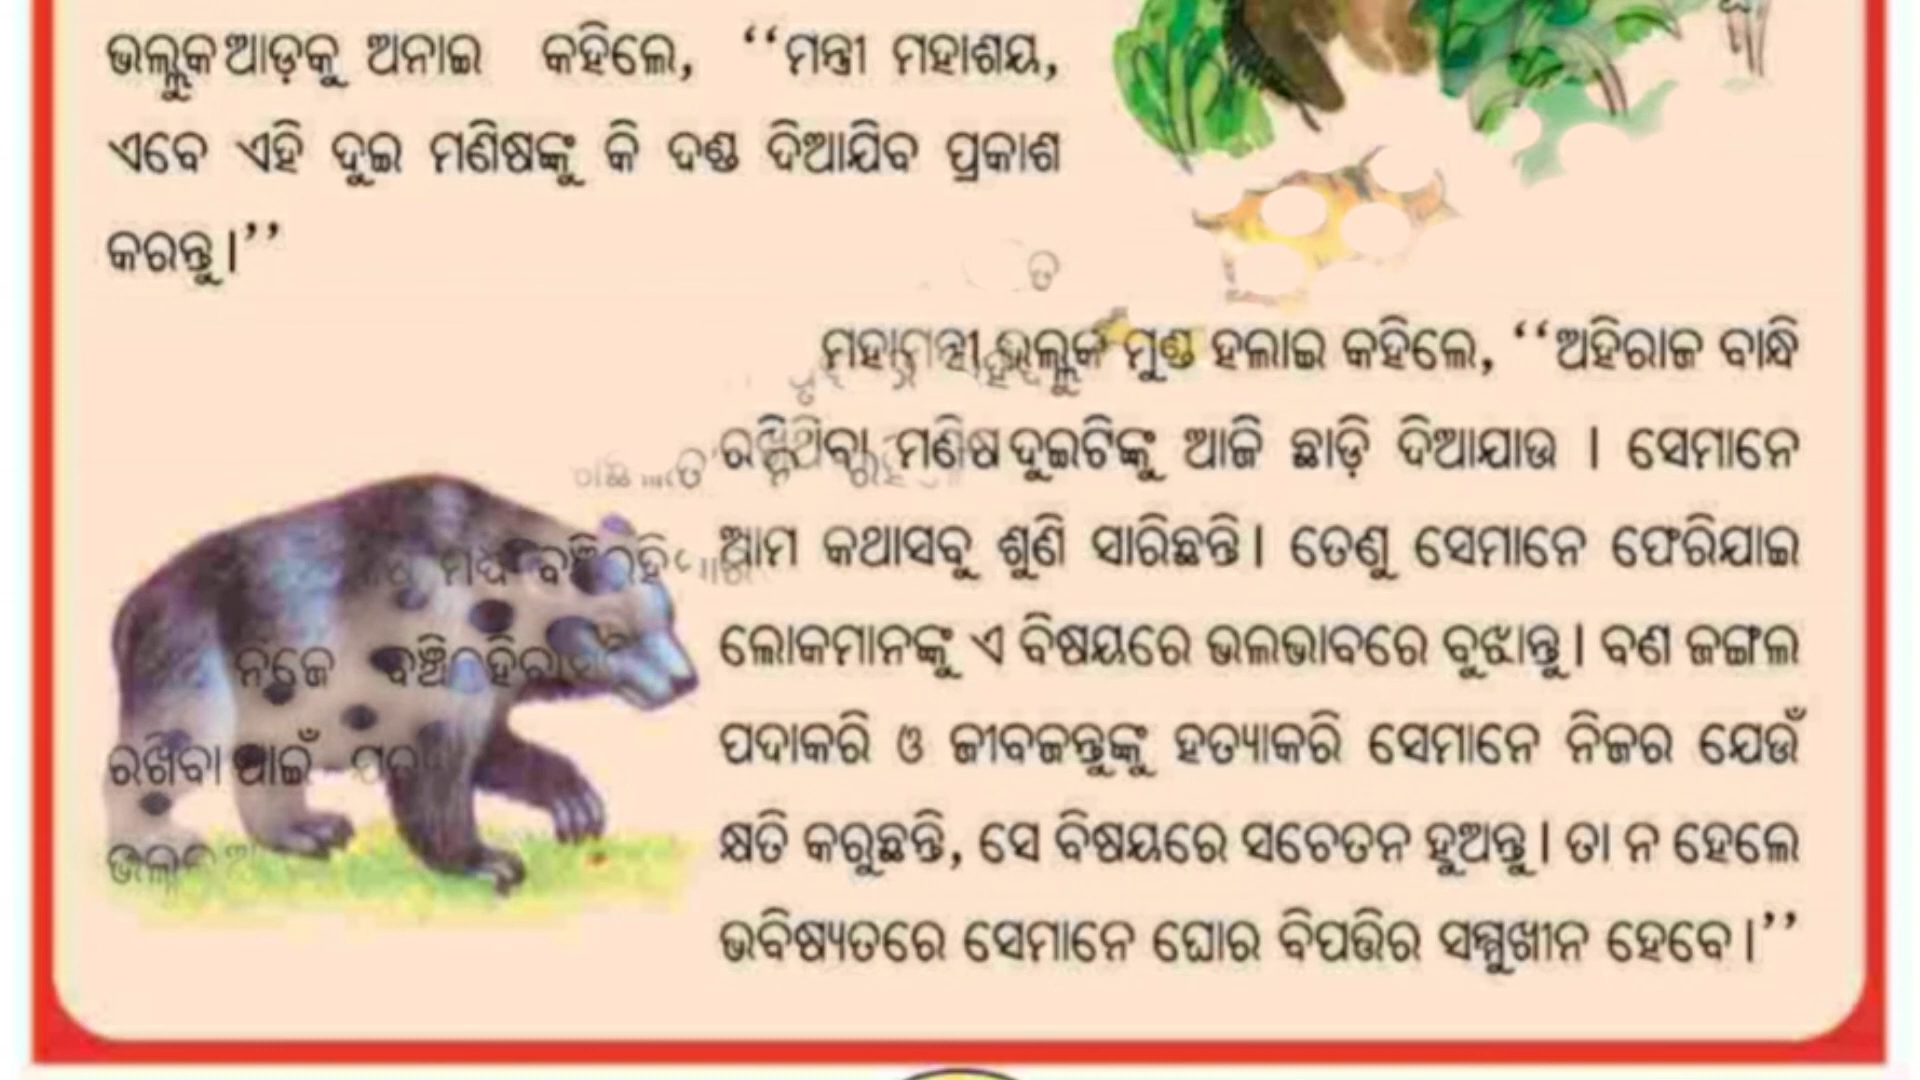 ଭଲ୍ଲୁକ ଆଡ଼କୁ ଅନାଇ କହିଲେ, ‘‘ମନ୍ତ୍ରୀ ମହାଶୟ,
ଏବେ ଏହି ଦୁଇ ମଣିଷଙ୍କୁ କି ଦଣ୍ଡ ଦିଆଯିବ ପ୍ରକାଶ
କରନ୍ତୁ ।’’
ମହାମନ୍ତ୍ରୀ ଭଲ୍ଲୁକ ମୁଣ୍ଡ ହଲାଇ କହିଲେ, ‘‘ଅହିରାଜ ବାନ୍ଧି
ରଖିଥିବା ମଣିଷ ଦୁଇଟିଙ୍କୁ ଆଜି ଛାଡ଼ି ଦିଆଯାଉ । ସେମାନେ
ଆମ କଥାସବୁ ଶୁଣି ସାରିଛନ୍ତି । ତେଣୁ ସେମାନେ ଫେରିଯାଇ
ଲୋକମାନଙ୍କୁ ଏ ବିଷୟରେ ଭଲଭାବରେ ବୁଝାନ୍ତୁ । ବଣ ଜଙ୍ଗଲ
ପଦାକରି ଓ ଜୀବଜନ୍ତୁଙ୍କୁ ହତ୍ୟାକରି ସେମାନେ ନିଜର ଯେଉଁ
ରଖିବା ପାଇଁ
କ୍ଷତି କରୁଛନ୍ତି, ସେ ବିଷୟରେ ସଚେତନ ହୁଅନ୍ତୁ । ତା ନ ହେଲେ
ଭବିଷ୍ୟତରେ ସେମାନେ ଘୋର ବିପତ୍ତିର ସମ୍ମୁଖୀନ ହେବେ ।’’